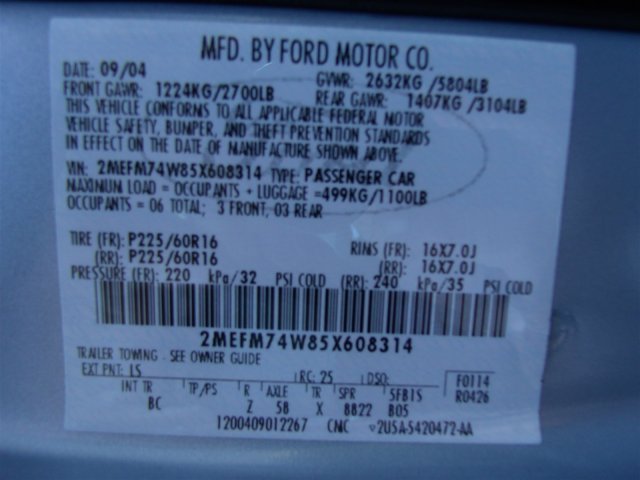 MFD. BY FORD MOTOR CO.
DATE: 09/04 GVWR: 2632KG /5804LB
FRONT GAWR: 1224KG/2700LB REAR GAWR: 1407KG /3104LB
THIS VEHICLE CONFORMS TO ALL APPLICABLE FEDERAL MOTOR
VEHICLE SAFETY, BUMPER, AND THEFT PREVENTION STANDARDS
IN EFFECT ON THE DATE OF MANUFACTURE SHOWN ABOVE.
VIN: 2MEFM74W85X608314 TYPE: PASSENGER CAR
MAXIMUM LOAD = OCCUPANTS + LUGGAGE =499KG/1100LB
OCCUPANTS = 06 TOTAL; 3 FRONT, 03 REAR
TIRE (FR): P225/60R16 RIMS (FR): 16X7.0J
(RR): P225/60R16 (RR): 16X7.0J
PRESSURE (FR): 220 kPa/32 PSI COLD (RR): 240 kPa/35 PSI COLD
2MEFM74W85X608314
TRAILER TOWING - SEE OWNER GUIDE
EXT PNT: LS RC: 25 DSO: F0114
INT TR TP/PS R AXLE TR SPR 5FB15 R0426
BC Z 58 X 8822 B05
1200409012267 CMC 2U5A-5420472-AA